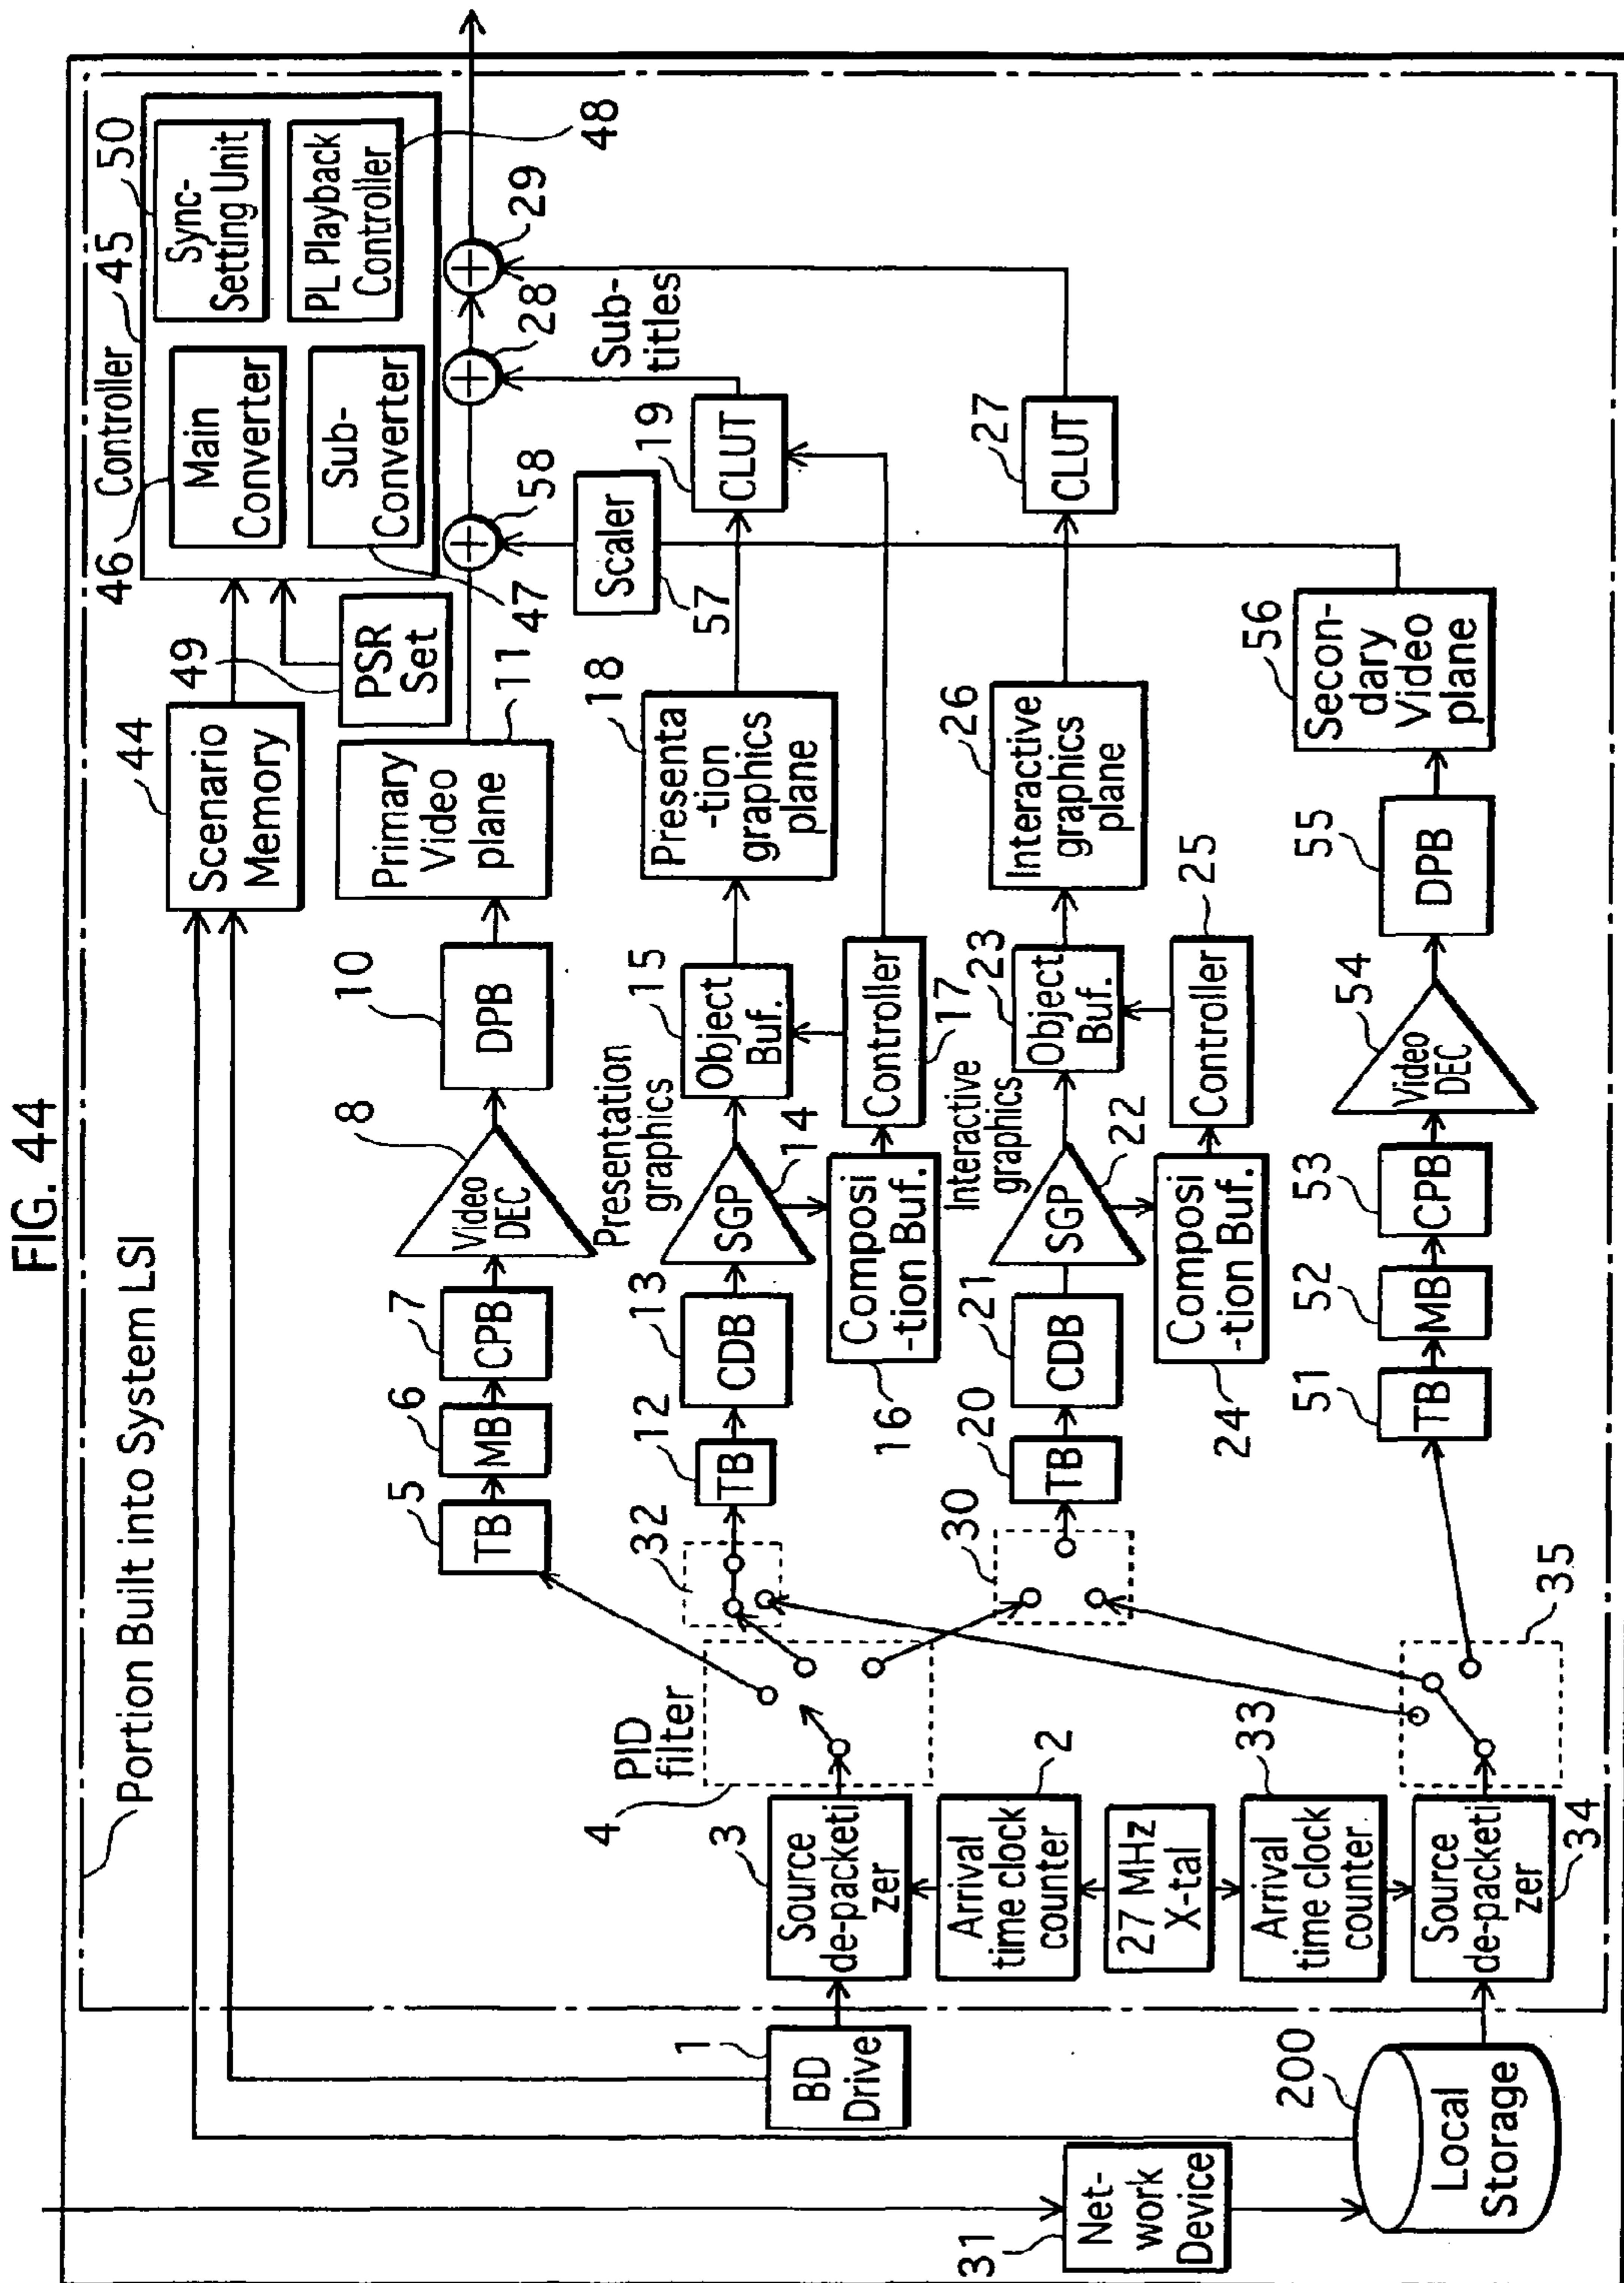 FIG. 44
Portion Built into System LSI
44
Scenario
Memory
49
PSR
Set
46
Controller
45
50
Main
Converter
Sync-
Setting Unit
Sub-
Converter
PL Playback
Controller
47
48
5
TB
6
MB
7
CPB
8
Video
DEC
10
DPB
Primary
Video
plane
11
58
28
29
PID
filter
4
32
12
TB
13
CDB
Presentation
graphics
SGP
14
15
Object
Buf.
18
Presenta
-tion
graphics
plane
Scaler
57
19
CLUT
Sub-
titles
Composi
-tion Buf.
16
Controller
17
1
BD
Drive
3
Source
de-packeti
zer
Arrival
time clock
counter
2
27 MHz
X-tal
Arrival
time clock
counter
33
Source
de-packeti
zer
34
30
20
TB
21
CDB
Interactive
graphics
SGP
22
23
Object
Buf.
26
Interactive
graphics
plane
27
CLUT
Composi
-tion Buf.
24
Controller
25
31
Net-
work
Device
200
Local
Storage
35
51
TB
52
MB
53
CPB
54
Video
DEC
55
DPB
56
Secon-
dary
Video
plane